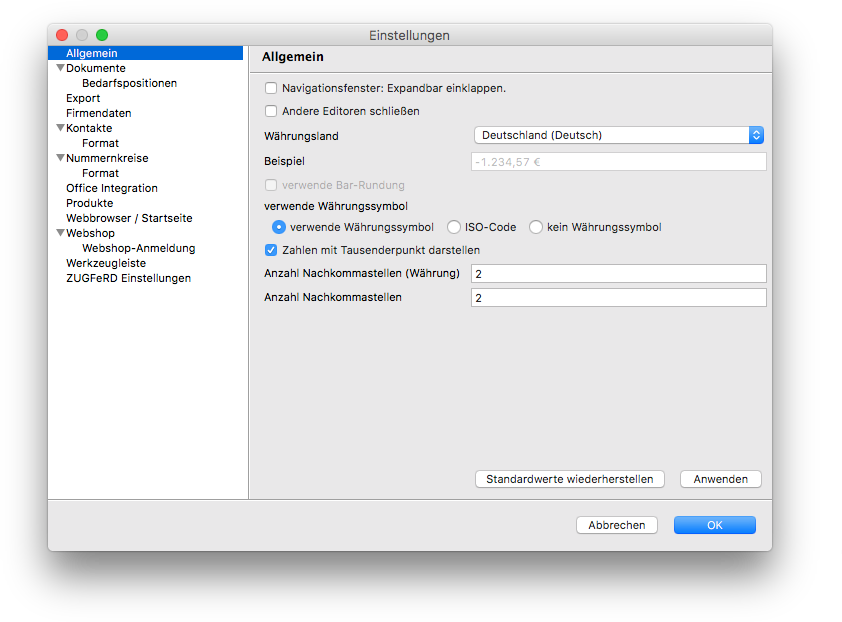 Einstellungen
Allgemein
Dokumente
Bedarfspositionen
Export
Firmendaten
Kontakte
Format
Nummernkreise
Format
Office Integration
Produkte
Webbrowser / Startseite
Webshop
Webshop-Anmeldung
Werkzeugleiste
ZUGFeRD Einstellungen
Allgemein
Navigationsfenster: Expandbar einklappen.
Andere Editoren schließen
Währungsland Deutschland (Deutsch)
Beispiel -1.234,57 €
verwende Bar-Rundung
verwende Währungssymbol
verwende Währungssymbol ISO-Code kein Währungssymbol
Zahlen mit Tausenderpunkt darstellen
Anzahl Nachkommastellen (Währung) 2
Anzahl Nachkommastellen 2
Standardwerte wiederherstellen Anwenden
Abbrechen OK